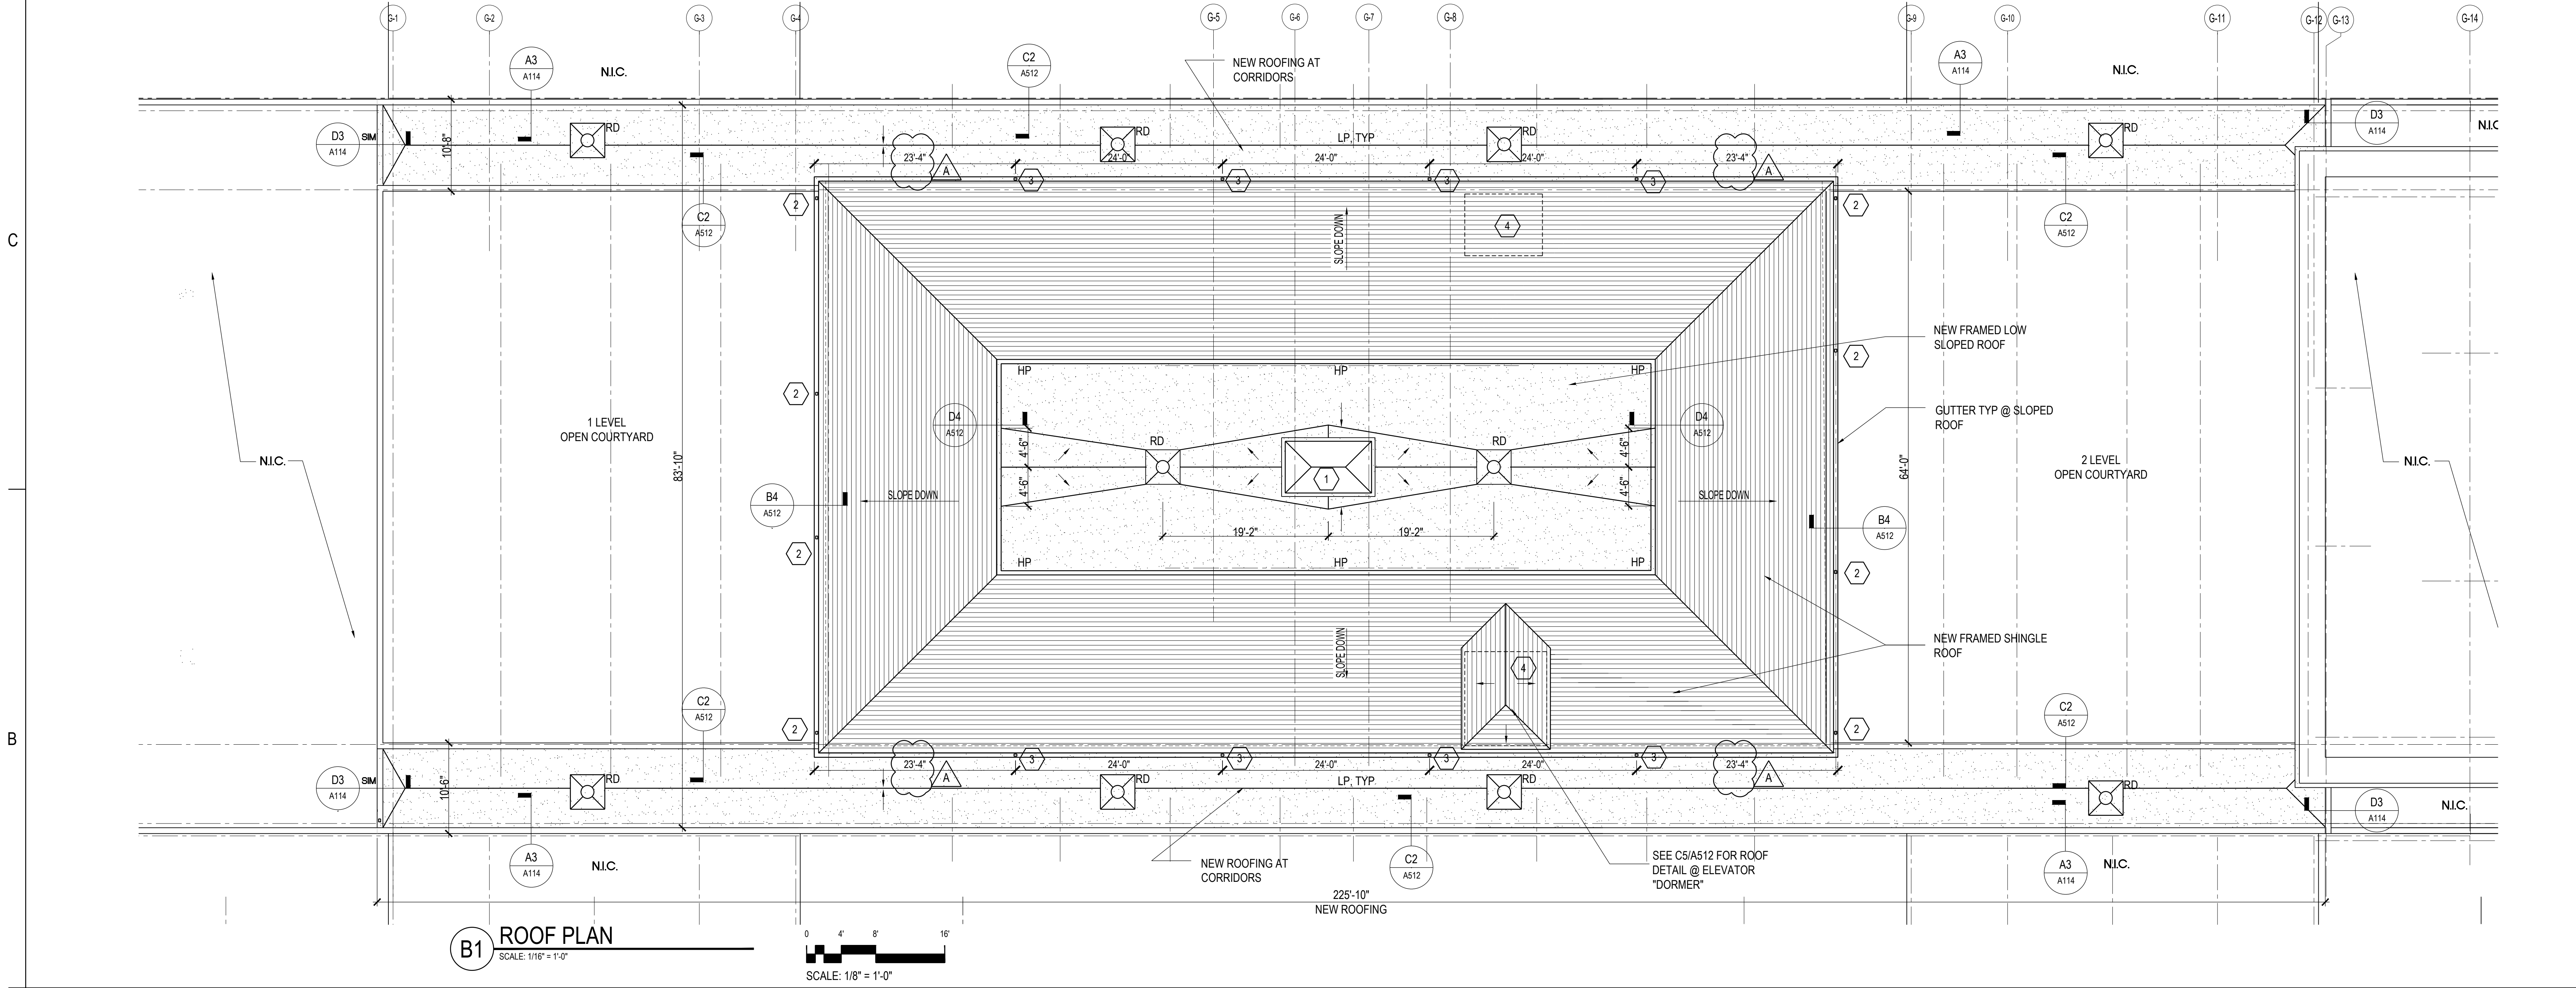 G-1
G-2
G-3
G-4
G-5
G-6
G-7
G-8
G-9
G-10
G-11
G-12
G-13
G-14
A3
A114
N.I.C.
C2
A512
NEW ROOFING AT
CORRIDORS
A3
A114
N.I.C.
D3
A114
SIM
10'-8"
RD
RD
LP, TYP
RD
RD
D3
A114
N.I.C
23'-4"
A
24'-0"
24'-0"
24'-0"
23'-4"
A
3
3
3
3
2
C2
A512
SLOPE DOWN
4
2
C2
A512
C
NEW FRAMED LOW
SLOPED ROOF
2
HP
HP
HP
2
1 LEVEL
OPEN COURTYARD
D4
A512
4'-6"
4'-6"
RD
1
RD
4'-6"
4'-6"
D4
A512
GUTTER TYP @ SLOPED
ROOF
N.I.C.
83'-10"
64'-0"
2 LEVEL
OPEN COURTYARD
N.I.C.
B4
A512
SLOPE DOWN
SLOPE DOWN
B4
A512
19'-2"
19'-2"
2
HP
HP
HP
2
SLOPE DOWN
4
NEW FRAMED SHINGLE
ROOF
C2
A512
C2
A512
B
2
2
3
3
3
3
23'-4"
A
24'-0"
24'-0"
24'-0"
23'-4"
A
D3
A114
SIM
10'-6"
RD
RD
LP, TYP.
RD
RD
D3
A114
N.I.C.
A3
A114
N.I.C.
NEW ROOFING AT
CORRIDORS
C2
A512
SEE C5/A512 FOR ROOF
DETAIL @ ELEVATOR
"DORMER"
A3
A114
N.I.C.
225'-10"
NEW ROOFING
B1
ROOF PLAN
SCALE: 1/16" = 1'-0"
0 4' 8' 16'
SCALE: 1/8" = 1'-0"